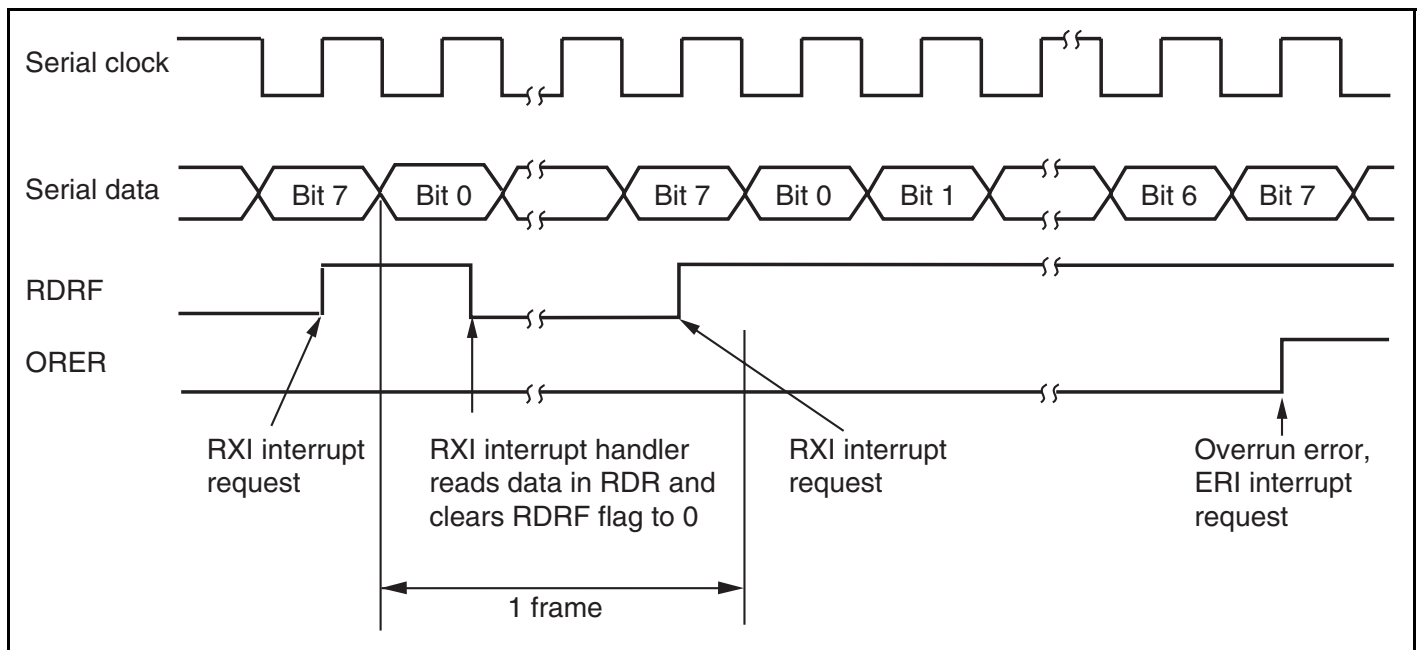 Serial clock
Serial data
Bit 7
Bit 0
Bit 7
Bit 0
Bit 1
Bit 6
Bit 7
RDRF
ORER
RXI interrupt
request
RXI interrupt handler
reads data in RDR and
clears RDRF flag to 0
RXI interrupt
request
Overrun error,
ERI interrupt
request
1 frame